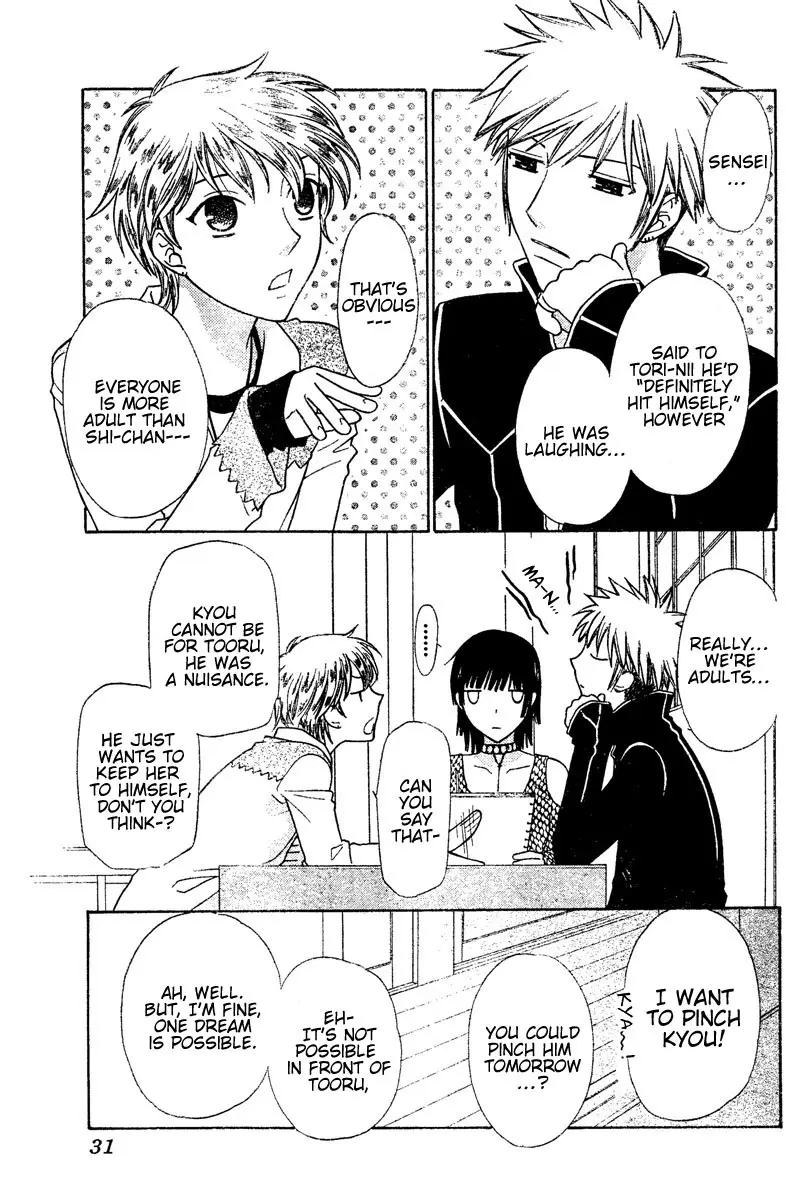 SENSEI
...
SAID TO
TORI-NII HE'D
"DEFINITELY
HIT HIMSELF,"
HOWEVER
HE WAS
LAUGHING...
THAT'S
OBVIOUS
---
EVERYONE
IS MORE
ADULT THAN
SHI-CHAN---
REALLY...
WE'RE
ADULTS...
MA-N...
........
CAN
YOU
SAY
THAT-
KYOU
CANNOT BE
FOR TOORU,
HE WAS
A NUISANCE.
HE JUST
WANTS TO
KEEP HER
TO HIMSELF,
DON'T YOU
THINK-?
I WANT
TO PINCH
KYOU!
KYA~!
YOU COULD
PINCH HIM
TOMORROW
...?
EH-
IT'S NOT
POSSIBLE
IN FRONT OF
TOORU,
AH, WELL.
BUT, I'M FINE,
ONE DREAM
IS POSSIBLE.
31